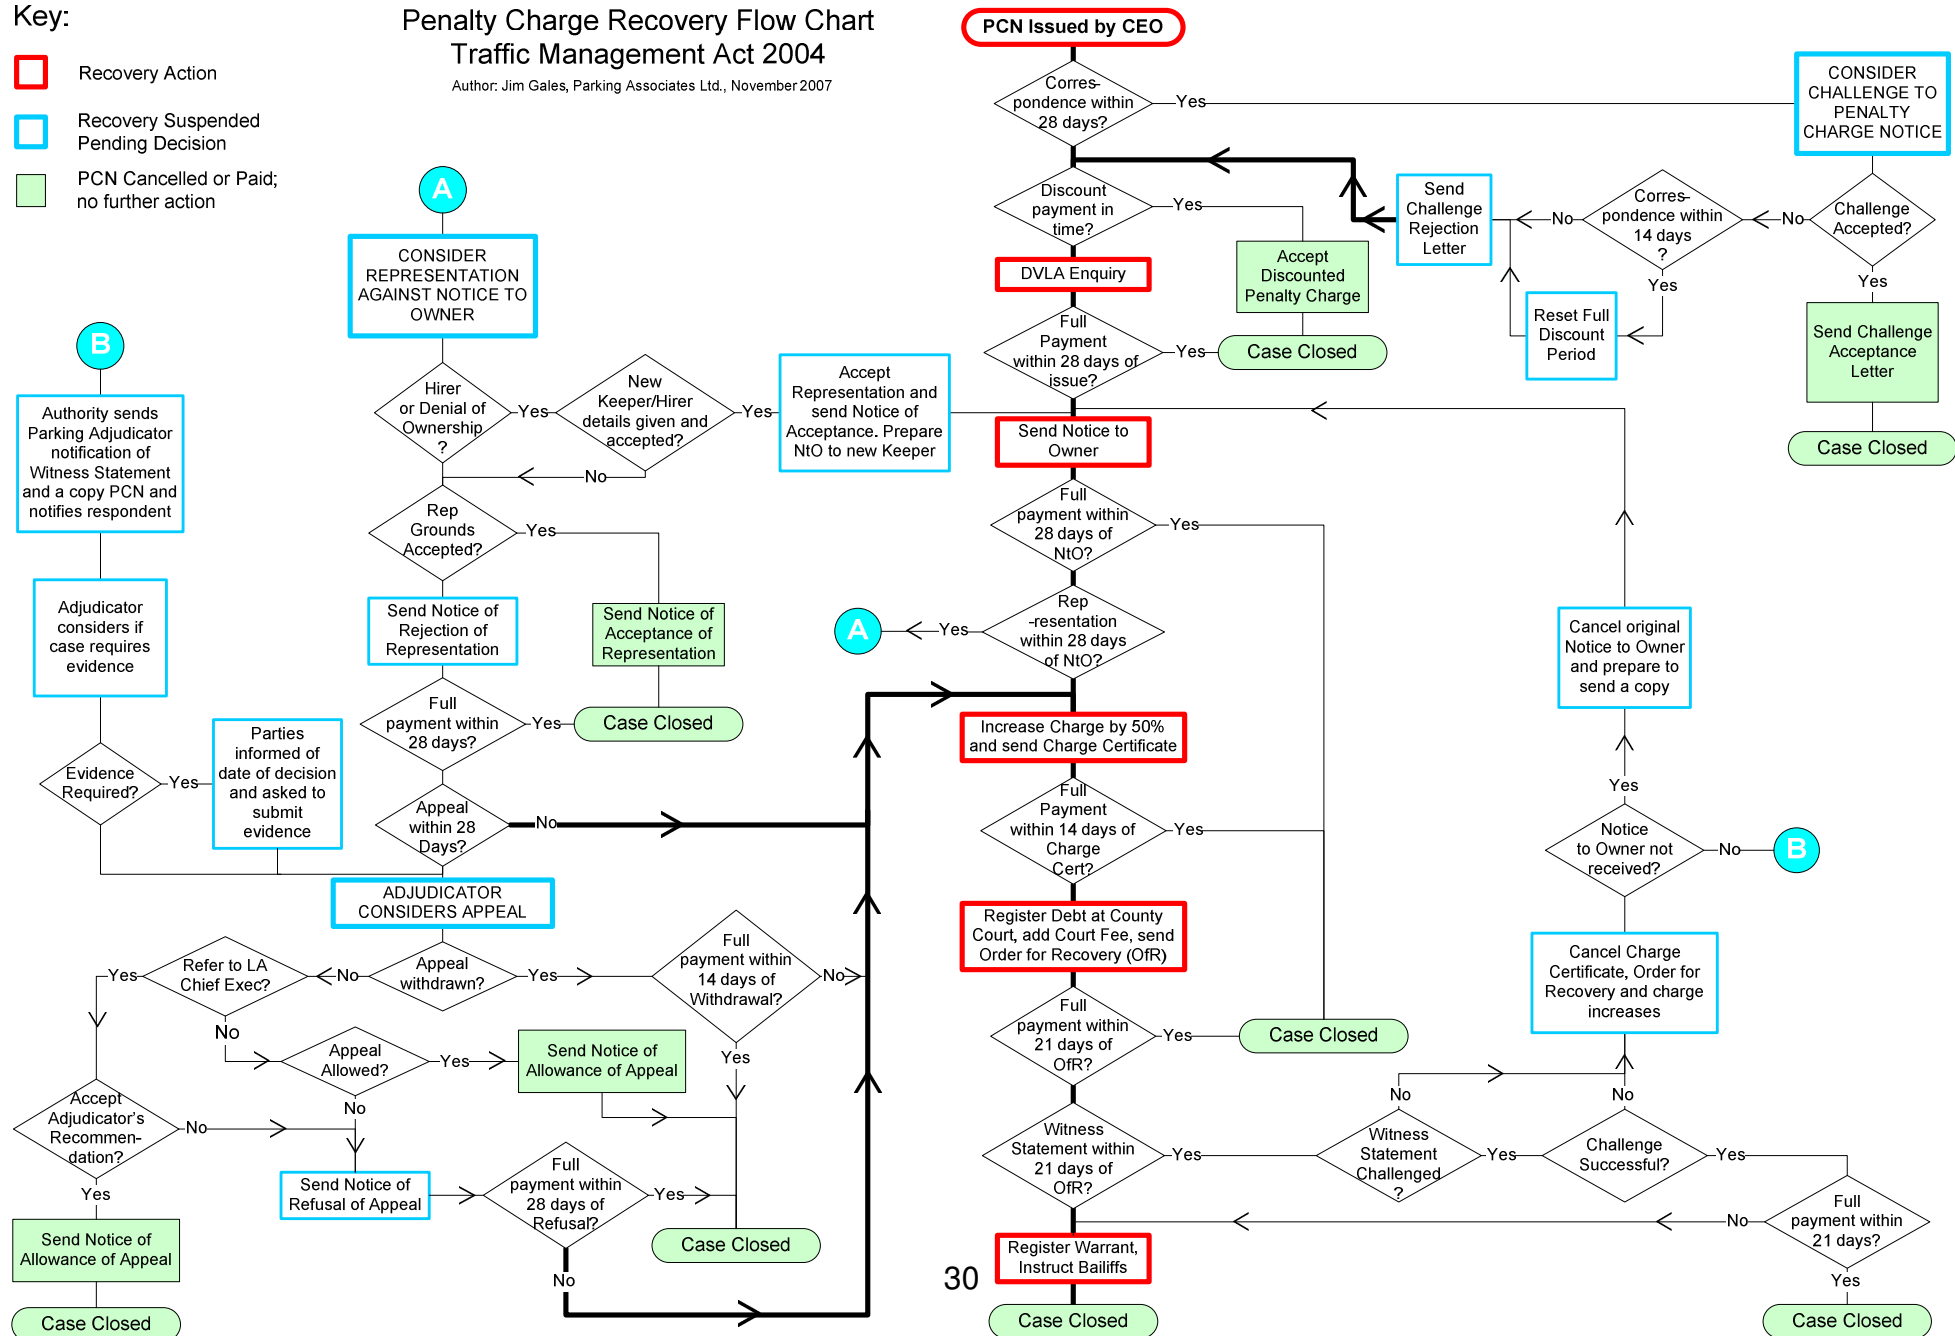 Key:
Recovery Action
Recovery Suspended
Pending Decision
PCN Cancelled or Paid;
no further action
Penalty Charge Recovery Flow Chart
Traffic Management Act 2004
Author: Jim Gales, Parking Associates Ltd., November 2007
PCN Issued by CEO
Corres-
pondence within
28 days?
Yes
CONSIDER
CHALLENGE TO
PENALTY
CHARGE NOTICE
Challenge
Accepted?
No
Corres-
pondence within
14 days
?
No
Send
Challenge
Rejection
Letter
Yes
Reset Full
Discount
Period
Yes
Send Challenge
Acceptance
Letter
Case Closed
Discount
payment in
time?
Yes
Accept
Discounted
Penalty Charge
Case Closed
DVLA Enquiry
Full
Payment
within 28 days of
issue?
Yes
Send Notice to
Owner
Full
payment within
28 days of
NtO?
Yes
Rep
-resentation
within 28 days
of NtO?
Yes
A
Increase Charge by 50%
and send Charge Certificate
Full
Payment
within 14 days of
Charge
Cert?
Yes
Register Debt at County
Court, add Court Fee, send
Order for Recovery (OfR)
Full
payment within
21 days of
OfR?
Yes
Case Closed
Witness
Statement within
21 days of
OfR?
Yes
Witness
Statement
Challenged
?
Yes
No
Challenge
Successful?
No
Yes
Full
payment within
21 days?
No
Yes
Case Closed
Register Warrant,
Instruct Bailiffs
Case Closed
Cancel Charge
Certificate, Order for
Recovery and charge
increases
Notice
to Owner not
received?
No
B
Yes
Cancel original
Notice to Owner
and prepare to
send a copy
A
CONSIDER
REPRESENTATION
AGAINST NOTICE TO
OWNER
Hirer
or Denial of
Ownership
?
Yes
New
Keeper/Hirer
details given and
accepted?
Yes
Accept
Representation and
send Notice of
Acceptance. Prepare
NtO to new Keeper
No
Rep
Grounds
Accepted?
Yes
Send Notice of
Acceptance of
Representation
Send Notice of
Rejection of
Representation
Full
payment within
28 days?
Yes
Case Closed
Appeal
within 28
Days?
No
ADJUDICATOR
CONSIDERS APPEAL
B
Authority sends
Parking Adjudicator
notification of
Witness Statement
and a copy PCN and
notifies respondent
Adjudicator
considers if
case requires
evidence
Evidence
Required?
Yes
Parties
informed of
date of decision
and asked to
submit
evidence
Appeal
withdrawn?
Yes
Full
payment within
14 days of
Withdrawal?
No
Yes
No
Refer to LA
Chief Exec?
Yes
No
Appeal
Allowed?
Yes
Send Notice of
Allowance of Appeal
No
Accept
Adjudicator's
Recommen-
dation?
No
Yes
Send Notice of
Allowance of Appeal
Case Closed
Send Notice of
Refusal of Appeal
Full
payment within
28 days of
Refusal?
Yes
No
Case Closed
30